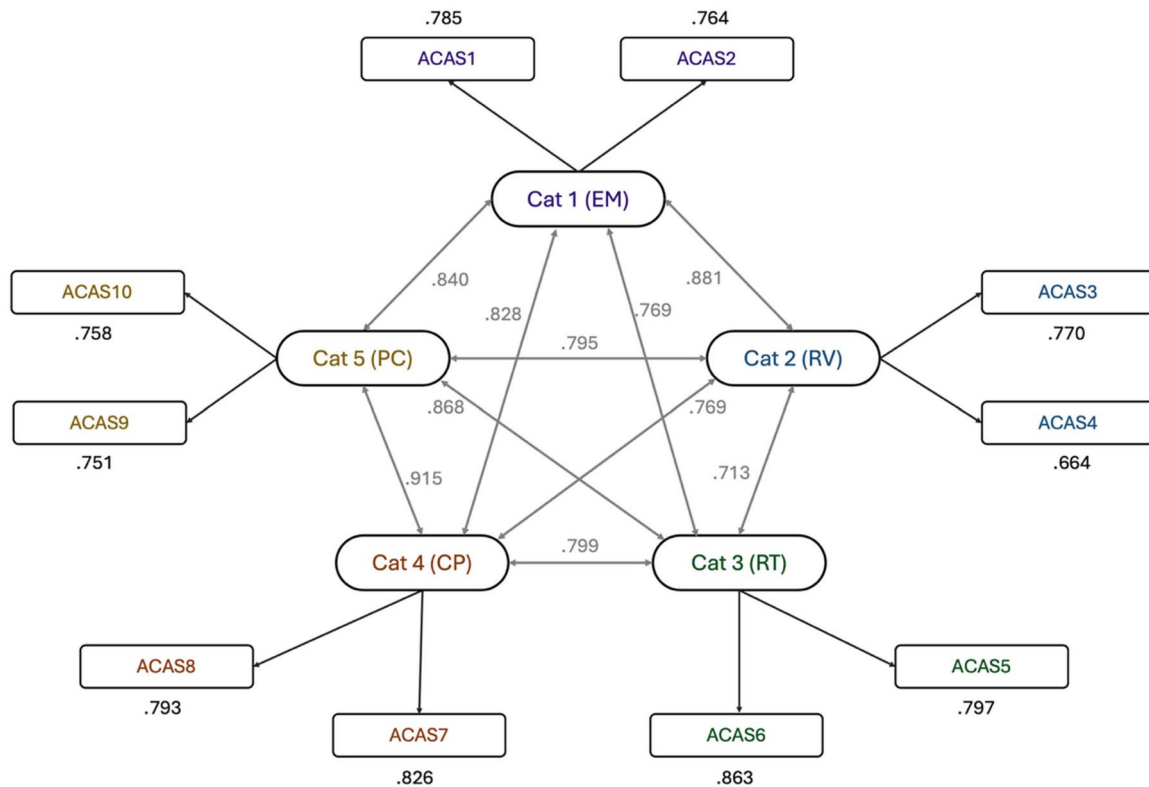 .785
.764
ACAS1
ACAS2
Cat 1 (EM)
.840
.828
.769
.881
ACAS10
.758
ACAS3
.770
Cat 5 (PC)
.795
Cat 2 (RV)
.868
.769
ACAS9
.751
ACAS4
.664
.915
.713
Cat 4 (CP)
.799
Cat 3 (RT)
ACAS8
.793
ACAS5
.797
ACAS7
.826
ACAS6
.863